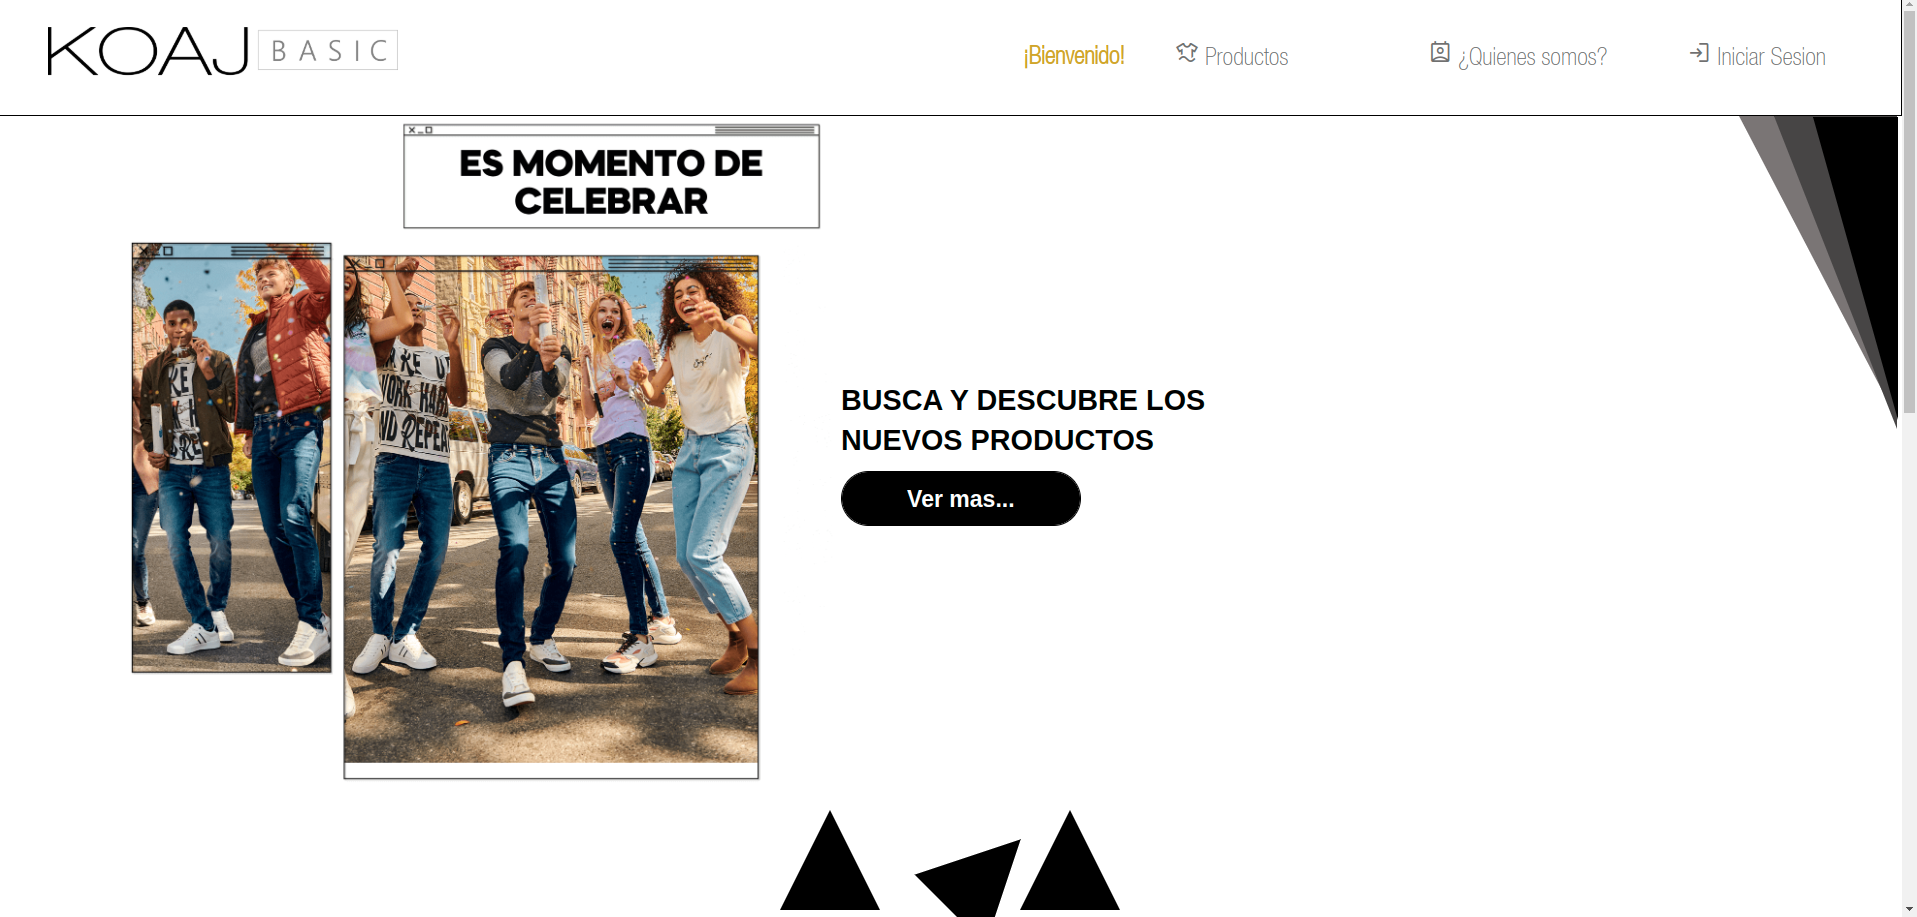 KOAJ BASIC
¡Bienvenido!
Productos
¿Quienes somos?
Iniciar Sesion
ES MOMENTO DE
CELEBRAR
BUSCA Y DESCUBRE LOS
NUEVOS PRODUCTOS
Ver mas...